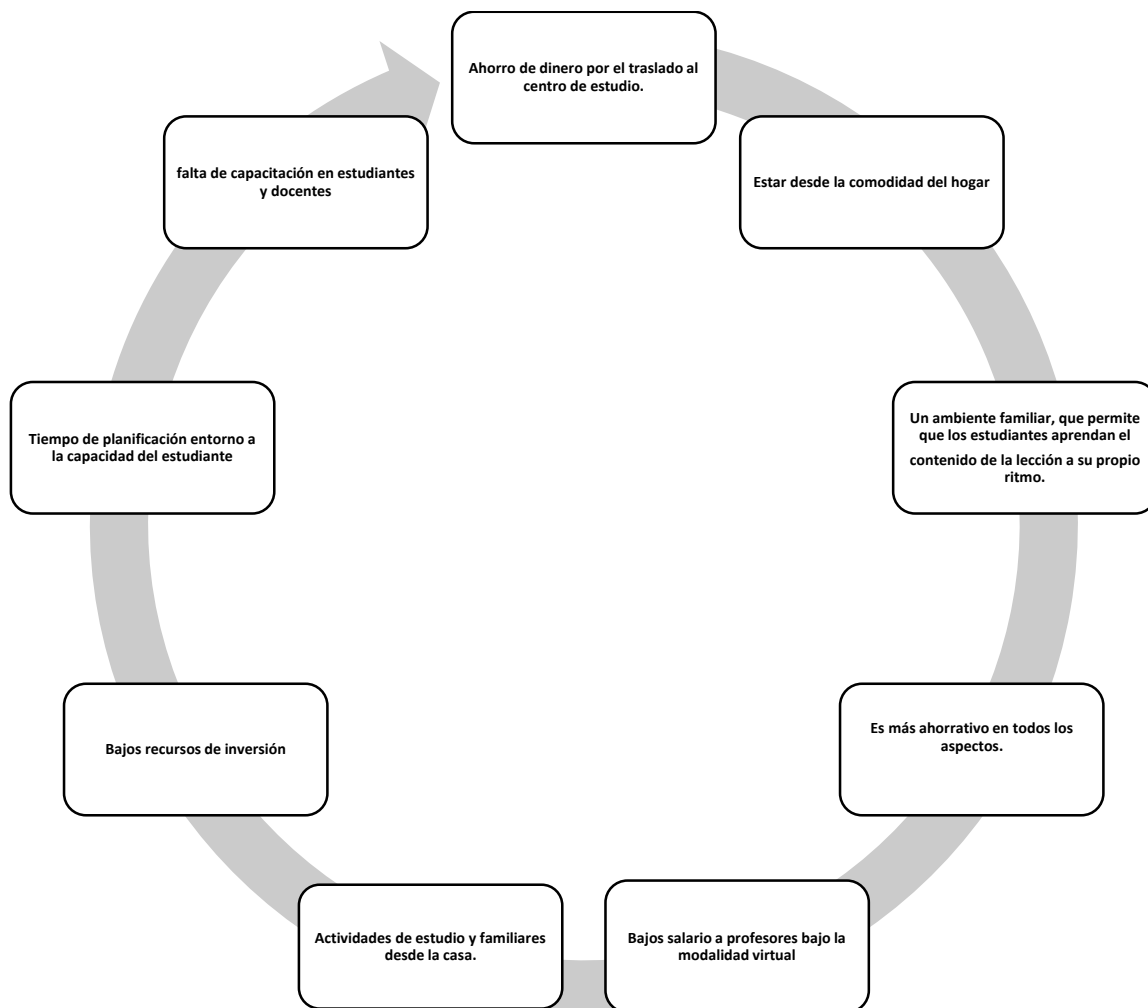 Ahorro de dinero por el traslado al
centro de estudio.
Estar desde la comodidad del hogar
Un ambiente familiar, que permite
que los estudiantes aprendan el
contenido de la lección a su propio
ritmo.
Es más ahorrativo en todos los
aspectos.
Bajos salario a profesores bajo la
modalidad virtual
Actividades de estudio y familiares
desde la casa.
Bajos recursos de inversión
Tiempo de planificación entorno a
la capacidad del estudiante
falta de capacitación en estudiantes
y docentes